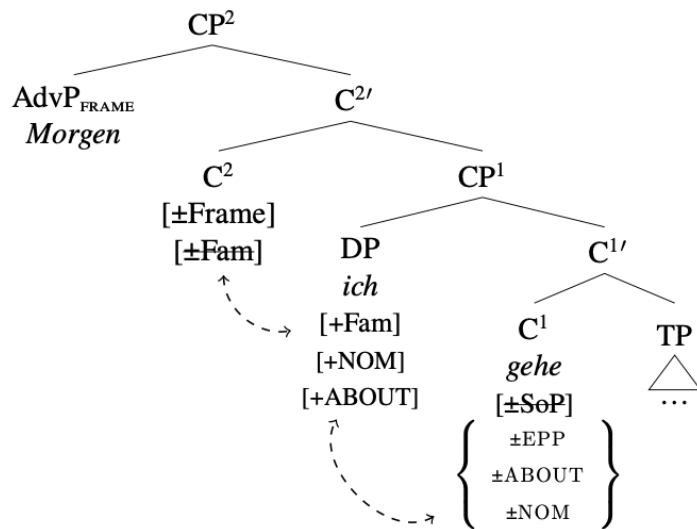 CP²
AdvP_FRAME C²′
Morgen
C² CP¹
[±Frame]
[±Fam] DP C¹′
ich
[+Fam] C¹ TP
[+NOM] gehe
[+ABOUT] [±SoP] ...
±EPP
±ABOUT
±NOM